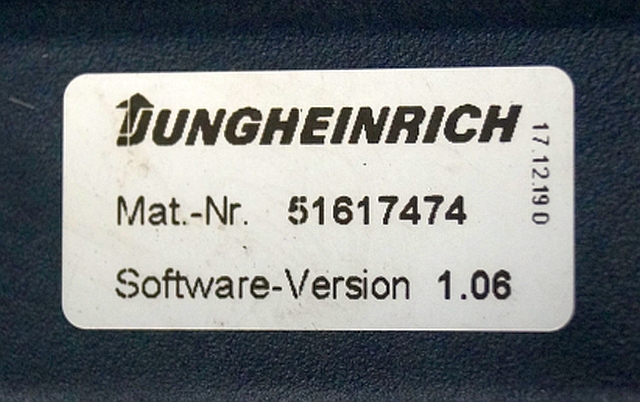 JUNGHEINRICH
Mat.-Nr. 51617474
Software-Version 1.06
17.12.19 0